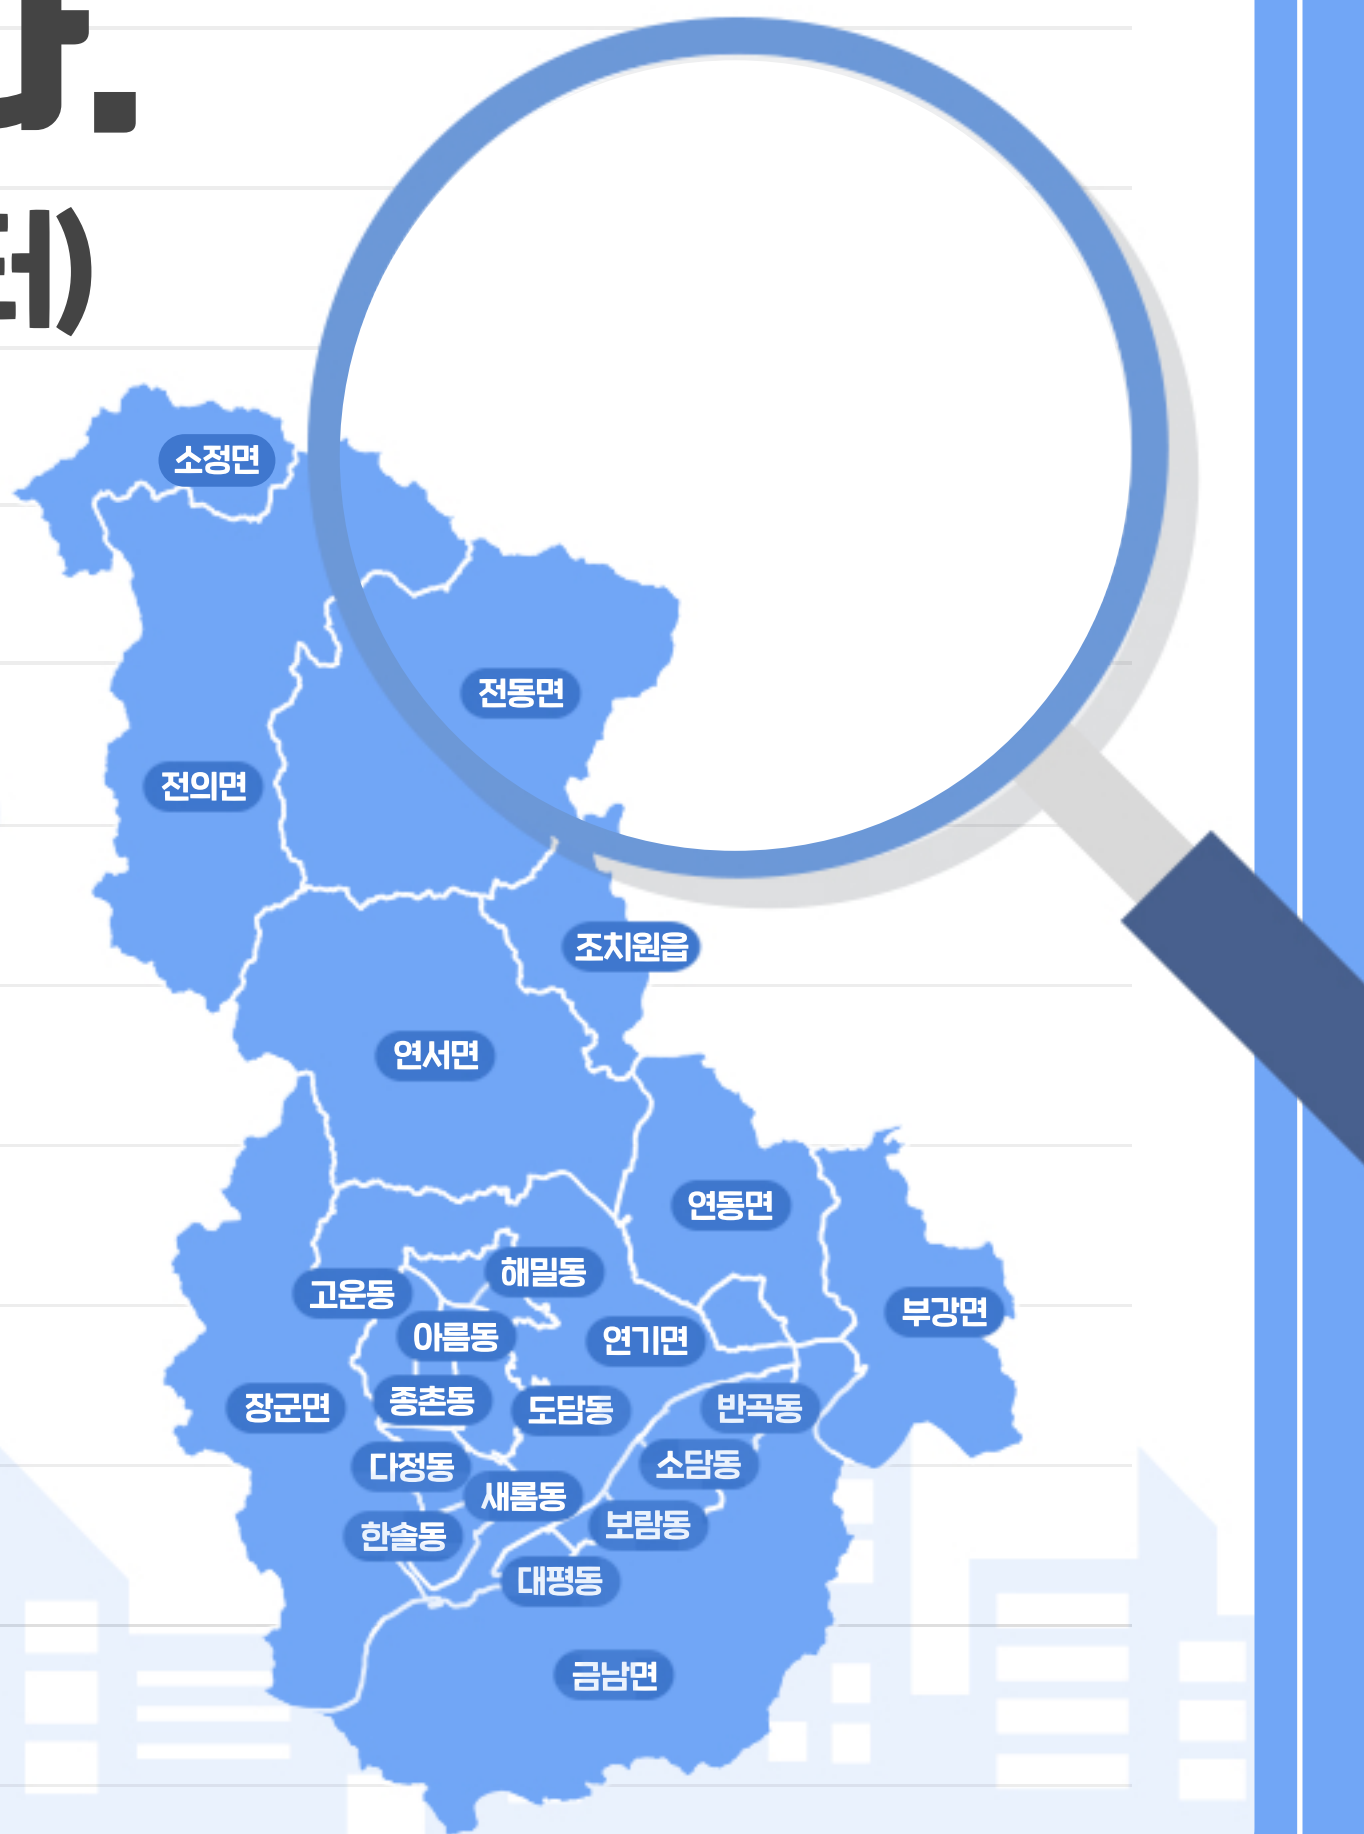 소정면
전동면
전의면
조치원읍
연서면
연동면
해밀동
고운동
부강면
아름동
연기면
종촌동
장군면
도담동
반곡동
다정동
소담동
새롬동
보람동
한솔동
대평동
금남면